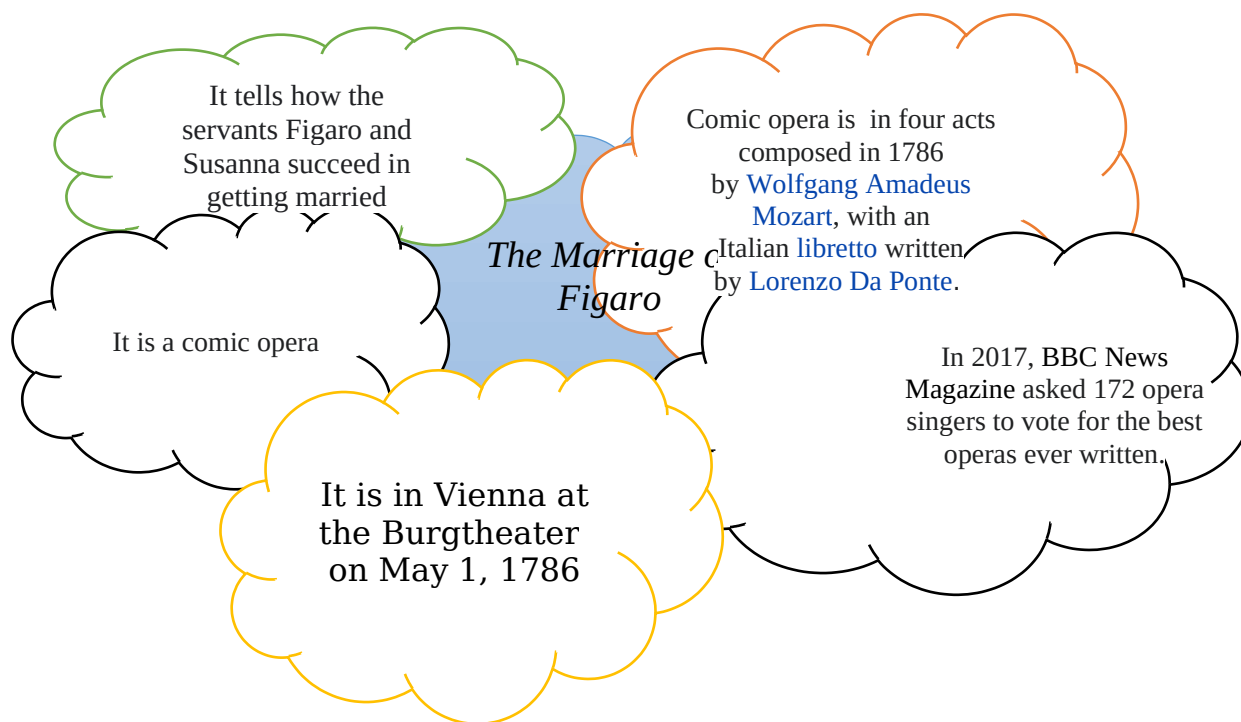 It tells how the
servants Figaro and
Susanna succeed in
getting married
Comic opera is in four acts
composed in 1786
by Wolfgang Amadeus
Mozart, with an
Italian libretto written
by Lorenzo Da Ponte.
The Marriage o
Figaro
It is a comic opera
In 2017, BBC News
Magazine asked 172 opera
singers to vote for the best
operas ever written.
It is in Vienna at
the Burgtheater
on May 1, 1786